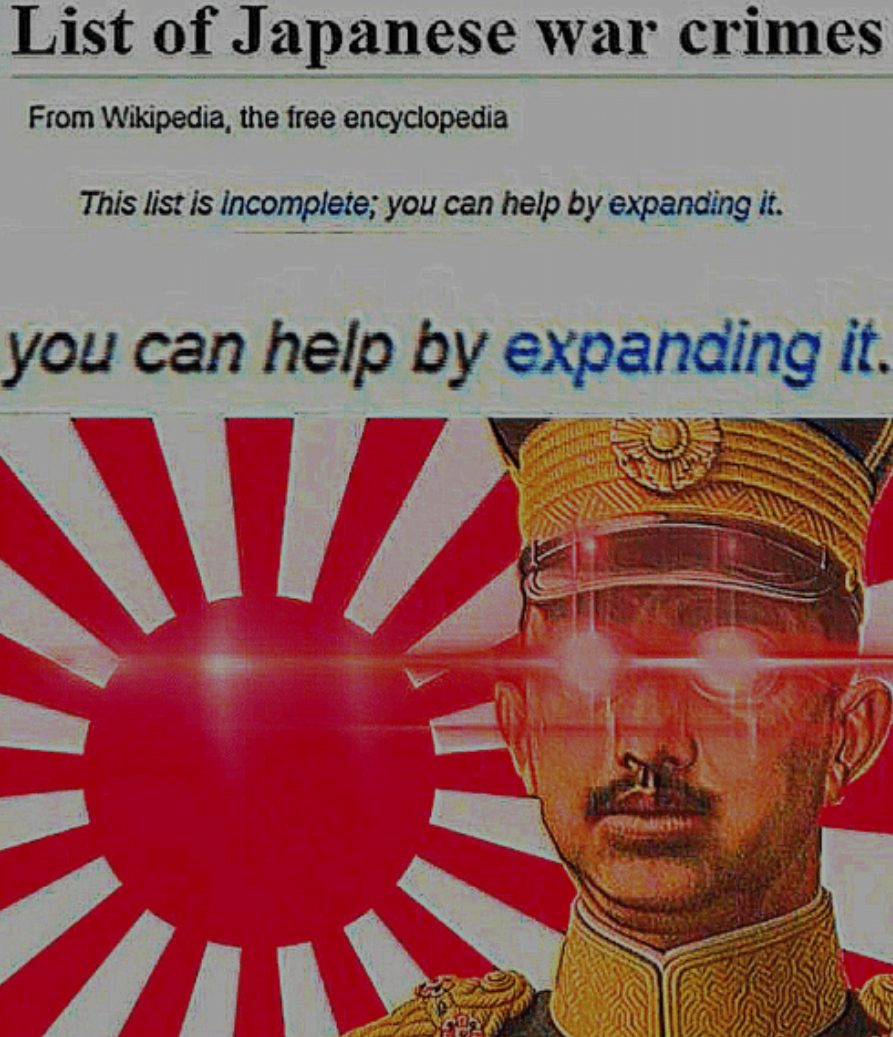 List of Japanese war crimes
From Wikipedia, the free encyclopedia
This list is incomplete; you can help by expanding it.
you can help by expanding it.